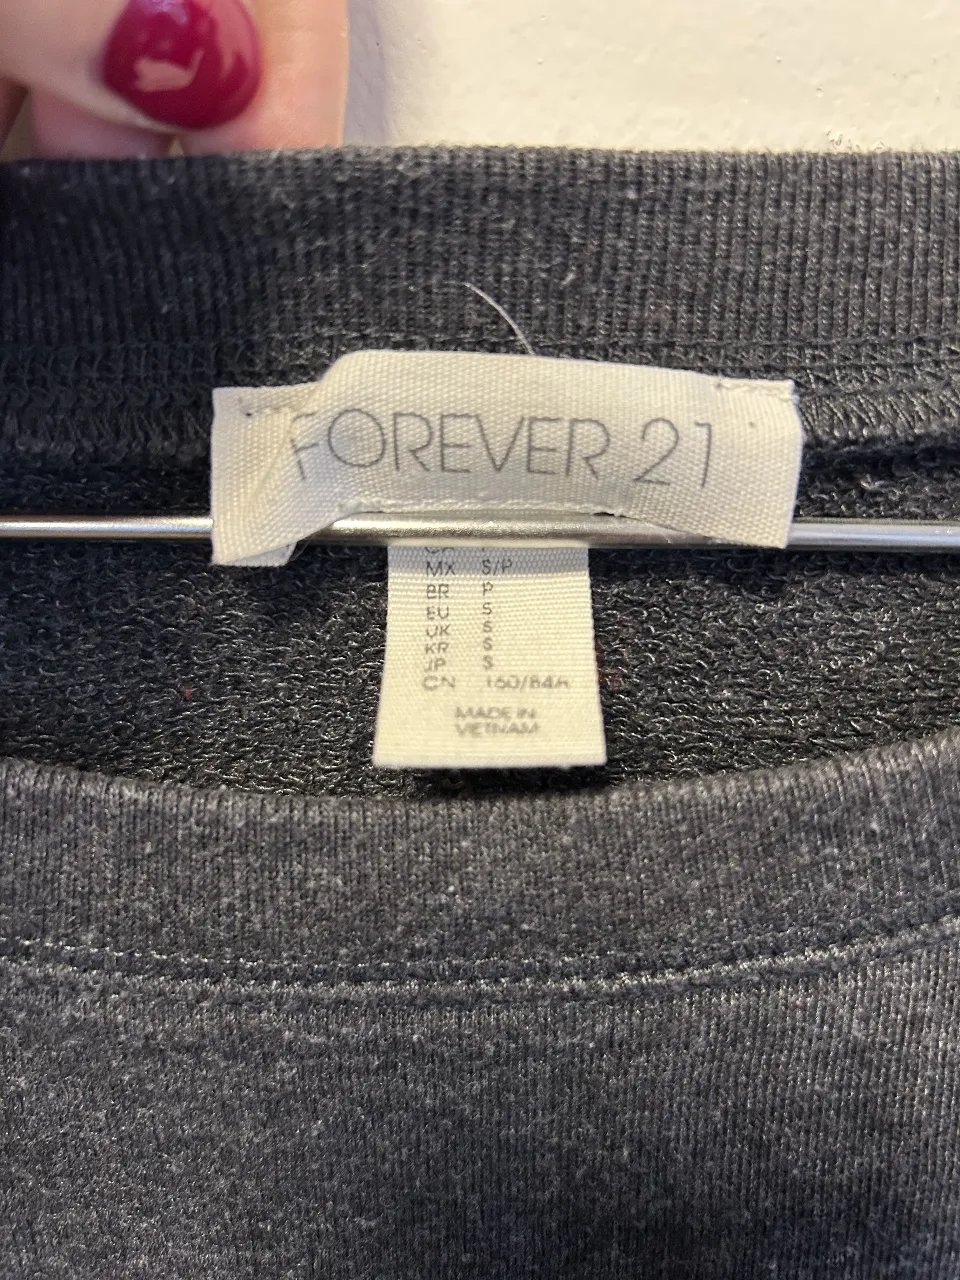 FOREVER 21
MX S/P
BR P
EU S
UK S
KR S
JP S
CN 160/84A
MADE IN
VIETNAM